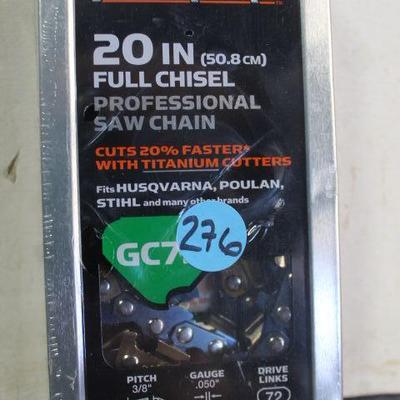 20 IN (50.8 CM)
FULL CHISEL
PROFESSIONAL
SAW CHAIN
CUTS 20% FASTER*
WITH TITANIUM CUTTERS
Fits HUSQVARNA, POULAN,
STIHL and many other brands
276
GC7
PITCH
3/8"
GAUGE
.050"
DRIVE
LINKS
72